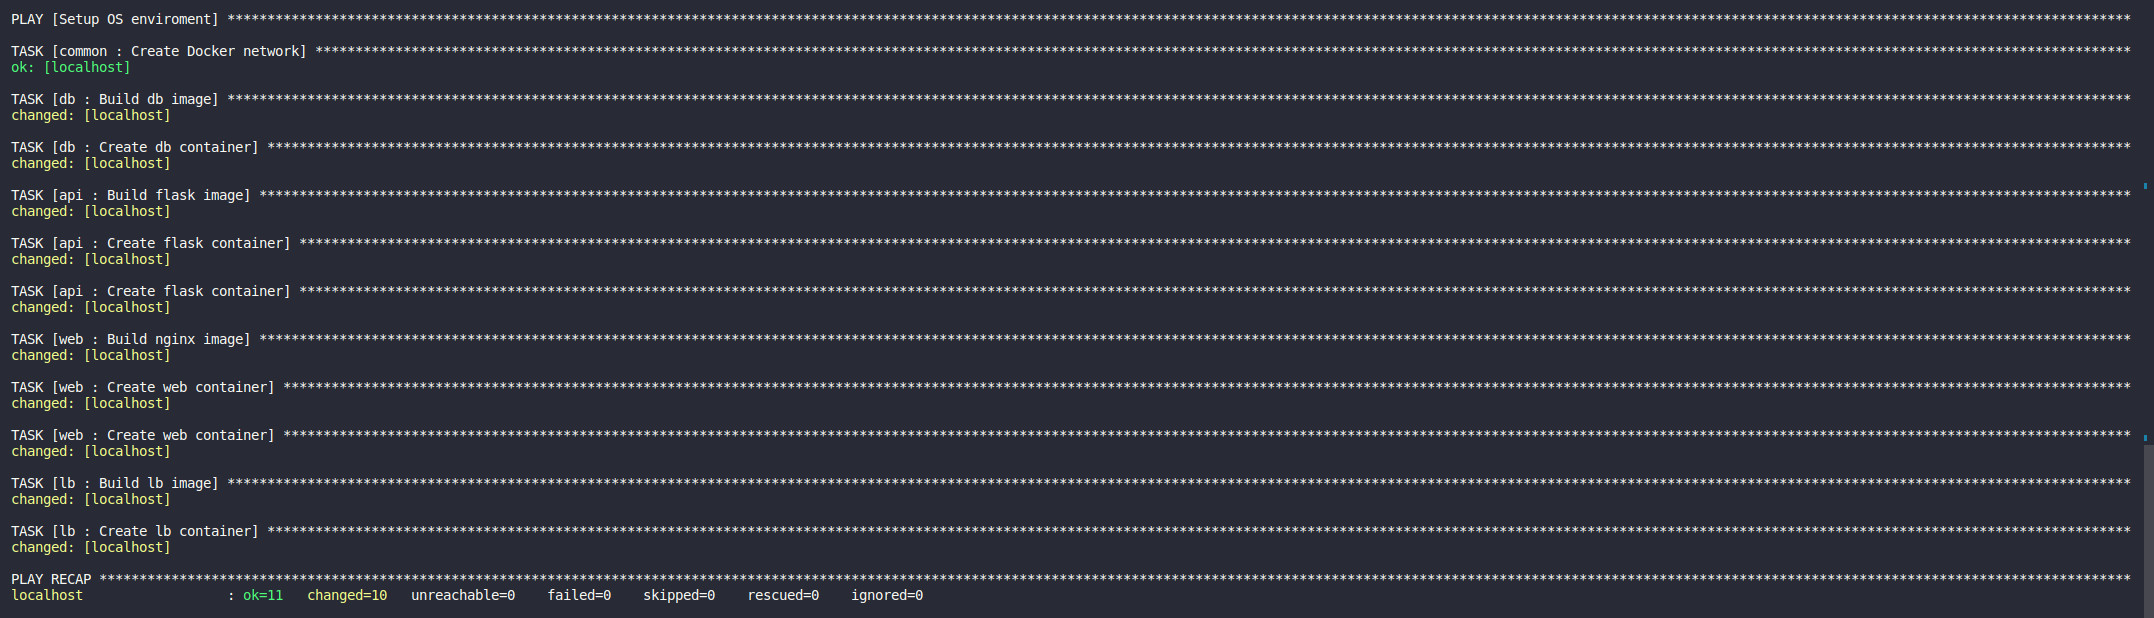 PLAY [Setup OS enviroment] **********************************************************************************************************************************************************************************************************************************************
TASK [common : Create Docker network] ***********************************************************************************************************************************************************************************************************************************
ok: [localhost]
TASK [db : Build db image] **********************************************************************************************************************************************************************************************************************************************
changed: [localhost]
TASK [db : Create db container] *****************************************************************************************************************************************************************************************************************************************
changed: [localhost]
TASK [api : Build flask image] ******************************************************************************************************************************************************************************************************************************************
changed: [localhost]
TASK [api : Create flask container] *************************************************************************************************************************************************************************************************************************************
changed: [localhost]
TASK [api : Create flask container] *************************************************************************************************************************************************************************************************************************************
changed: [localhost]
TASK [web : Build nginx image] ******************************************************************************************************************************************************************************************************************************************
changed: [localhost]
TASK [web : Create web container] ***************************************************************************************************************************************************************************************************************************************
changed: [localhost]
TASK [web : Create web container] ***************************************************************************************************************************************************************************************************************************************
changed: [localhost]
TASK [lb : Build lb image] **********************************************************************************************************************************************************************************************************************************************
changed: [localhost]
TASK [lb : Create lb container] *****************************************************************************************************************************************************************************************************************************************
changed: [localhost]
PLAY RECAP **************************************************************************************************************************************************************************************************************************************************************
localhost                  : ok=11   changed=10   unreachable=0    failed=0    skipped=0    rescued=0    ignored=0